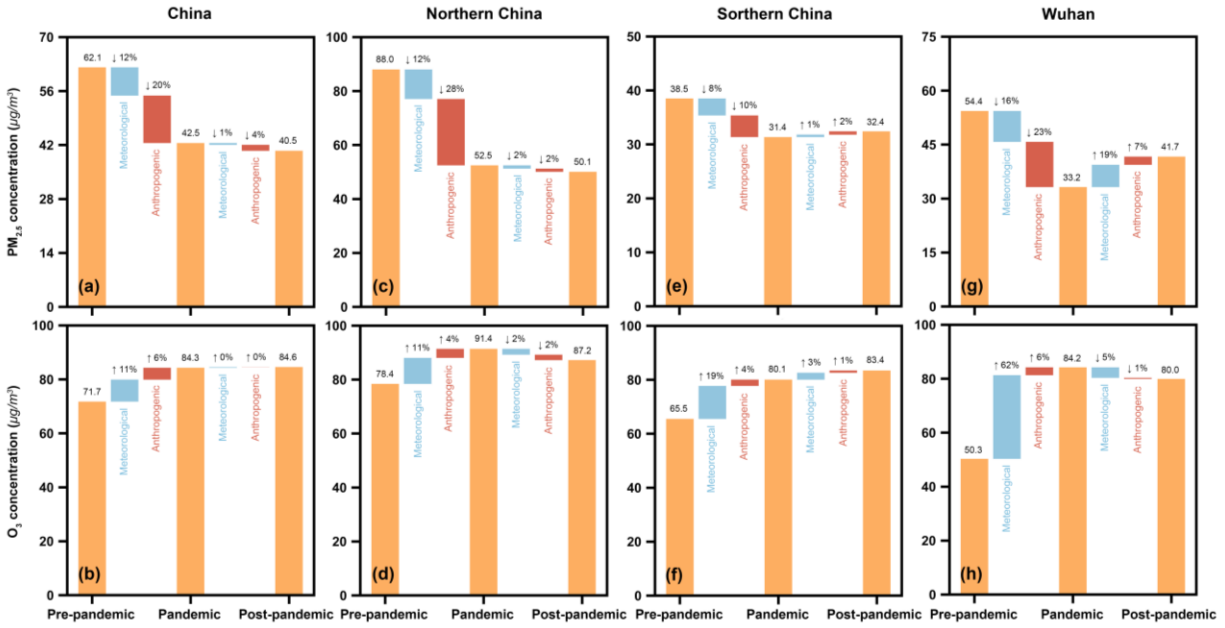 China
Northern China
Sorthern China
Wuhan
PM2.5 concentration (μg/m³)
70
56
42
28
14
0
62.1
↓ 12%
Meteorological
↓ 20%
Anthropogenic
42.5
↓ 1%
Meteorological
↓ 4%
Anthropogenic
40.5
(a)
100
80
60
40
20
0
88.0
↓ 12%
Meteorological
↓ 28%
Anthropogenic
52.5
↓ 2%
Meteorological
↓ 2%
Anthropogenic
50.1
(c)
50
40
30
20
10
0
38.5
↓ 8%
Meteorological
↓ 10%
Anthropogenic
31.4
↑ 1%
Meteorological
↑ 2%
Anthropogenic
32.4
(e)
75
60
45
30
15
0
54.4
↓ 16%
Meteorological
↓ 23%
Anthropogenic
33.2
↑ 19%
Meteorological
↑ 7%
Anthropogenic
41.7
(g)
O3 concentration (μg/m³)
100
80
60
40
20
0
71.7
↑ 11%
Meteorological
↑ 6%
Anthropogenic
84.3
↑ 0%
Meteorological
↑ 0%
Anthropogenic
84.6
(b)
Pre-pandemic
Pandemic
Post-pandemic
100
80
60
40
20
0
78.4
↑ 11%
Meteorological
↑ 4%
Anthropogenic
91.4
↓ 2%
Meteorological
↓ 2%
Anthropogenic
87.2
(d)
Pre-pandemic
Pandemic
Post-pandemic
100
80
60
40
20
0
65.5
↑ 19%
Meteorological
↑ 4%
Anthropogenic
80.1
↑ 3%
Meteorological
↑ 1%
Anthropogenic
83.4
(f)
Pre-pandemic
Pandemic
Post-pandemic
100
80
60
40
20
0
50.3
↑ 62%
Meteorological
↑ 6%
Anthropogenic
84.2
↓ 5%
Meteorological
↓ 1%
Anthropogenic
80.0
(h)
Pre-pandemic
Pandemic
Post-pandemic